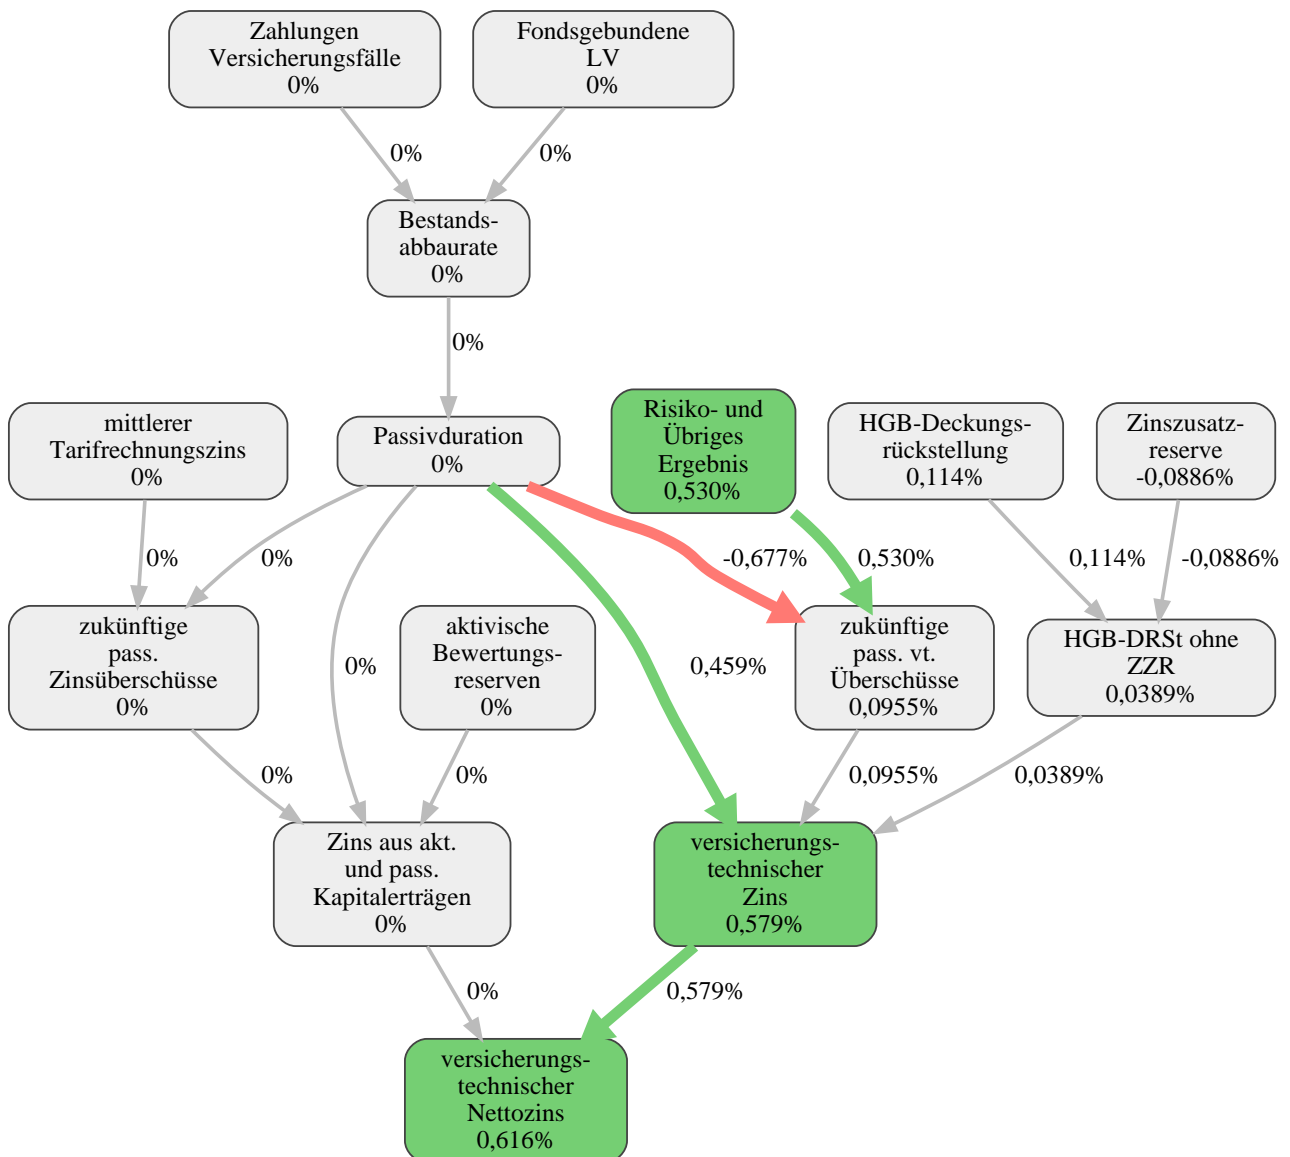 Zahlungen
Versicherungsfälle
0%
Fondsgebundene
LV
0%
0%
0%
Bestands-
abbaurate
0%
0%
mittlerer
Tarifrechnungszins
0%
Passivduration
0%
Risiko- und
Übriges
Ergebnis
0,530%
HGB-Deckungs-
rückstellung
0,114%
Zinszusatz-
reserve
-0,0886%
0%
0%
-0,677%
0,530%
0,114%
-0,0886%
zukünftige
pass.
Zinsüberschüsse
0%
0%
aktivische
Bewertungs-
reserven
0%
0,459%
zukünftige
pass. vt.
Überschüsse
0,0955%
HGB-DRSt ohne
ZZR
0,0389%
0%
0%
0,0955%
0,0389%
Zins aus akt.
und pass.
Kapitalerträgen
0%
versicherungs-
technischer
Zins
0,579%
0%
0,579%
versicherungs-
technischer
Nettozins
0,616%